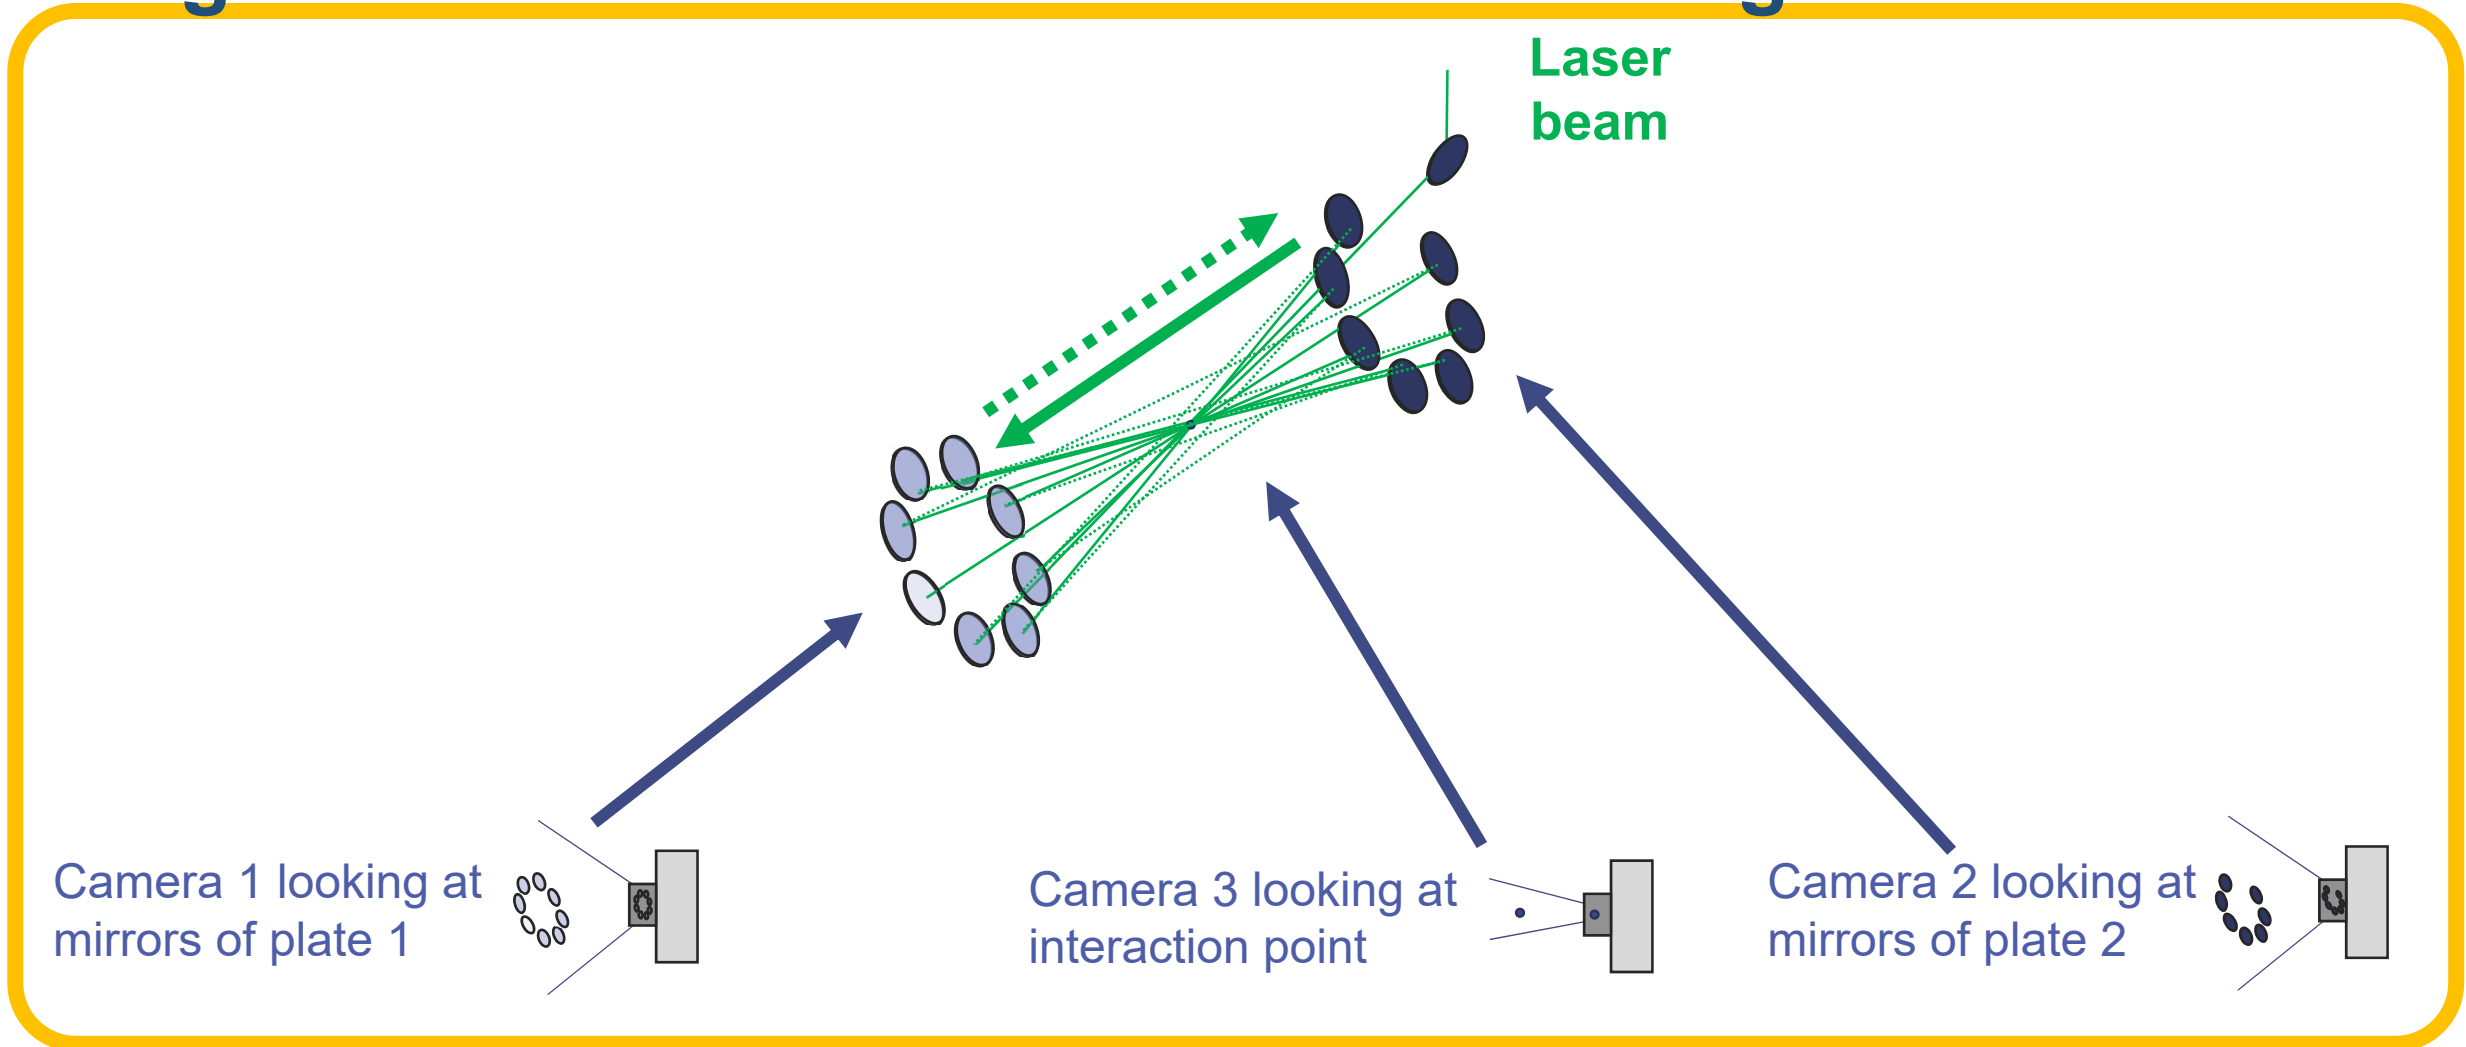 Laser
beam
Camera 1 looking at
mirrors of plate 1
Camera 3 looking at
interaction point
Camera 2 looking at
mirrors of plate 2